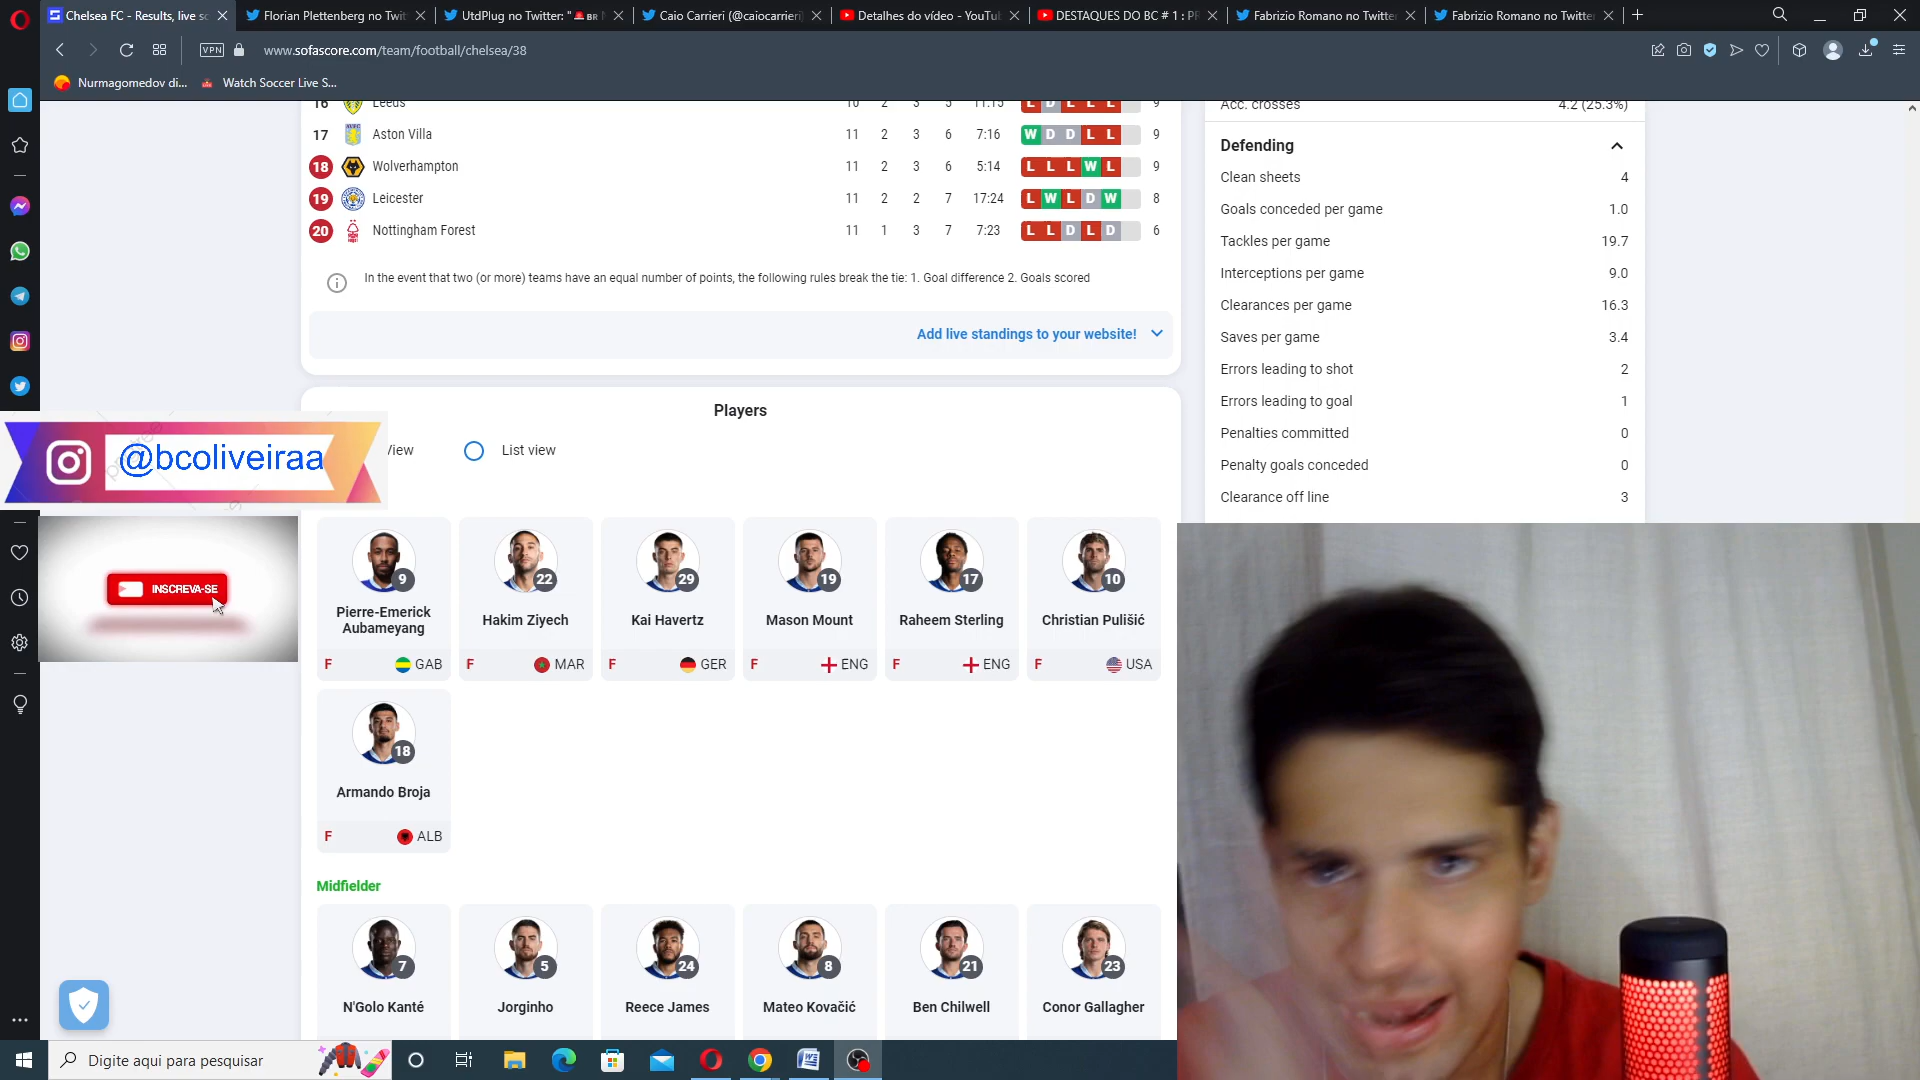 Chelsea FC - Results, live sc
Florian Plettenberg no Twit
UtdPlug no Twitter: "🚨BR N
Caio Carrieri (@caiocarrieri
Detalhes do vídeo - YouTu
DESTAQUES DO BC # 1 : PR
Fabrizio Romano no Twitte
Fabrizio Romano no Twitte
VPN
www.sofascore.com/team/football/chelsea/38
Nurmagomedov di...
Watch Soccer Live S...
16 Leeds 10 2 3 5 11:15 L D L L L 9
17 Aston Villa 11 2 3 6 7:16 W D D L L 9
18 Wolverhampton 11 2 3 6 5:14 L L L W L 9
19 Leicester 11 2 2 7 17:24 L W L D W 8
20 Nottingham Forest 11 1 3 7 7:23 L L D L D 6
In the event that two (or more) teams have an equal number of points, the following rules break the tie: 1. Goal difference 2. Goals scored
Add live standings to your website!
Players
List view
@bcoliveiraa
INSCREVA-SE
9 22 29 19 17 10
Pierre-Emerick
Aubameyang
Hakim Ziyech
Kai Havertz
Mason Mount
Raheem Sterling
Christian Pulišić
F GAB
F MAR
F GER
F ENG
F ENG
F USA
18
Armando Broja
F ALB
Midfielder
7 5 24 8 21 23
N'Golo Kanté
Jorginho
Reece James
Mateo Kovačić
Ben Chilwell
Conor Gallagher
Acc. crosses 4.2 (25.3%)
Defending
Clean sheets 4
Goals conceded per game 1.0
Tackles per game 19.7
Interceptions per game 9.0
Clearances per game 16.3
Saves per game 3.4
Errors leading to shot 2
Errors leading to goal 1
Penalties committed 0
Penalty goals conceded 0
Clearance off line 3
Digite aqui para pesquisar